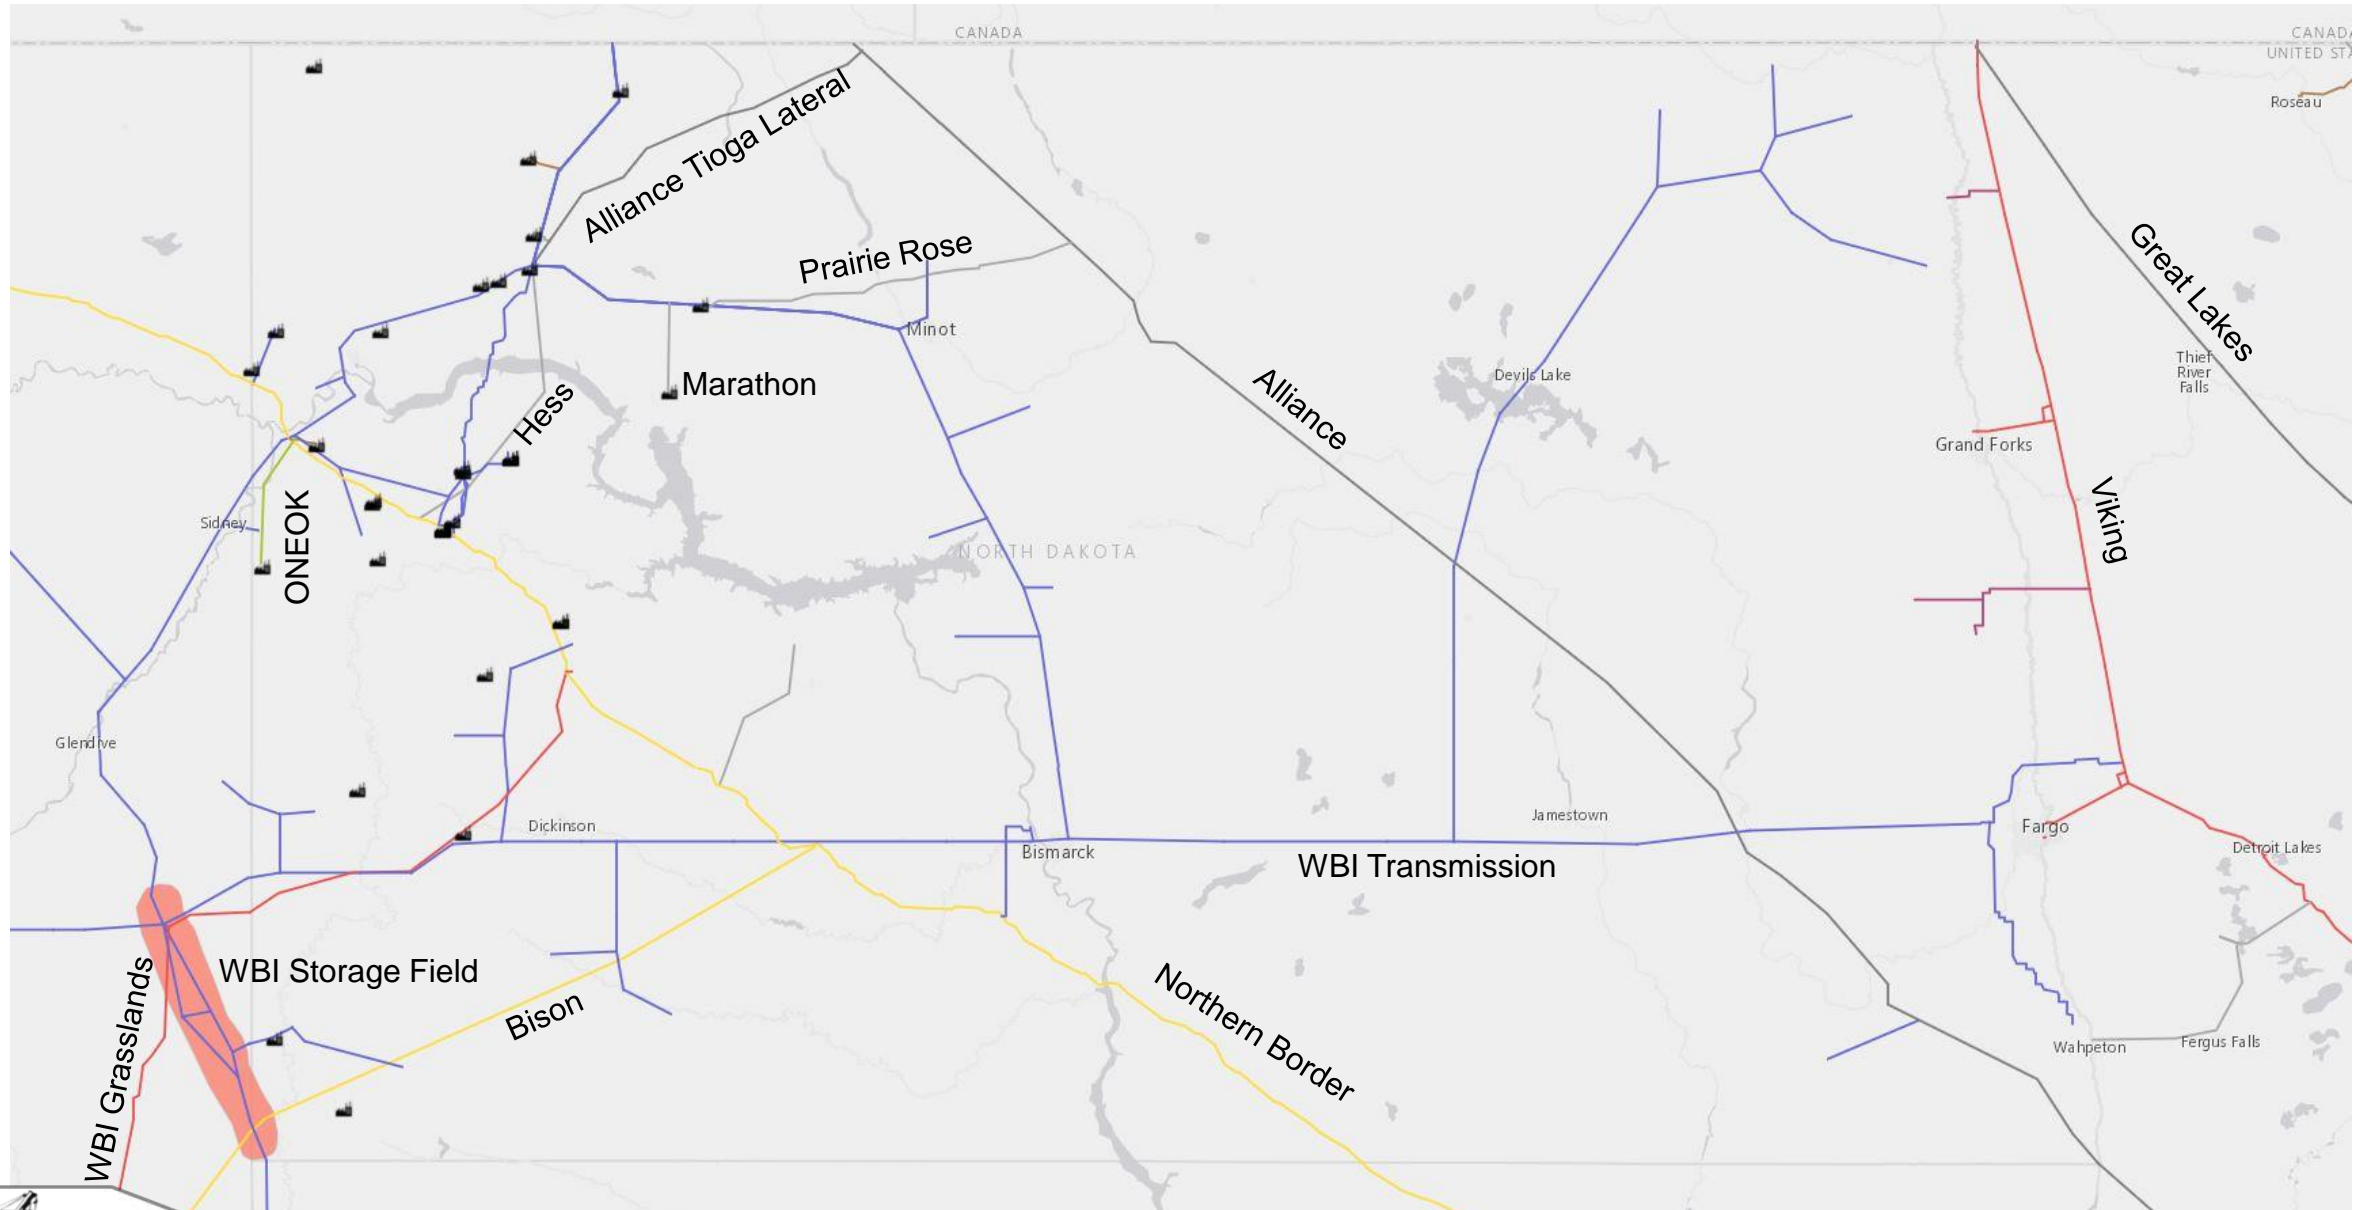 CANADA
CANADA
UNITED STA
Roseau
Alliance Tioga Lateral
Prairie Rose
Great Lakes
Minot
Thief
River
Falls
Marathon
Alliance
Devils Lake
Hess
Grand Forks
Viking
ONEOK
Sidney
NORTH DAKOTA
Glendive
Dickinson
Jamestown
Fargo
Bismarck
Detroit Lakes
WBI Transmission
WBI Storage Field
WBI Grasslands
Bison
Northern Border
Wahpeton
Fergus Falls